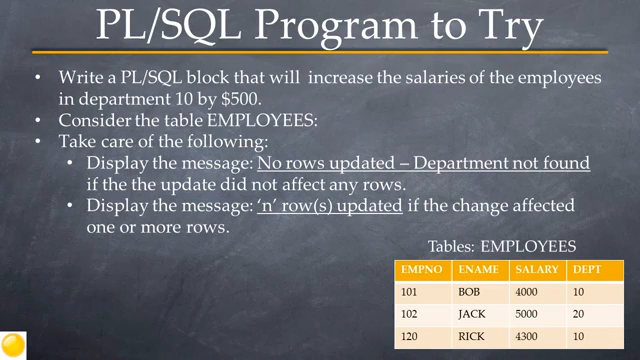 PL/SQL Program to Try
• Write a PL/SQL block that will increase the salaries of the employees
in department 10 by $500.
• Consider the table EMPLOYEES:
• Take care of the following:
• Display the message: No rows updated – Department not found
if the the update did not affect any rows.
• Display the message: ‘n’ row(s) updated if the change affected
one or more rows.
Tables: EMPLOYEES
EMPNO ENAME SALARY DEPT
101 BOB 4000 10
102 JACK 5000 20
120 RICK 4300 10